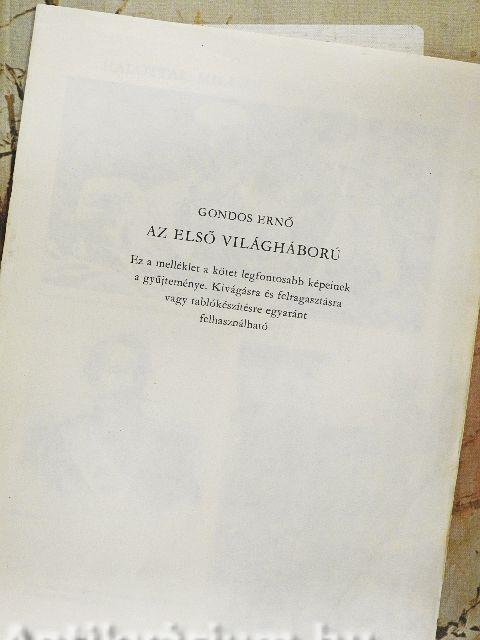 GONDOS ERNŐ
AZ ELSŐ VILÁGHÁBORÚ
Ez a melléklet a kötet legfontosabb képeinek
a gyűjteménye. Kivágásra és felragasztásra
vagy tablókészítésre egyaránt
felhasználható